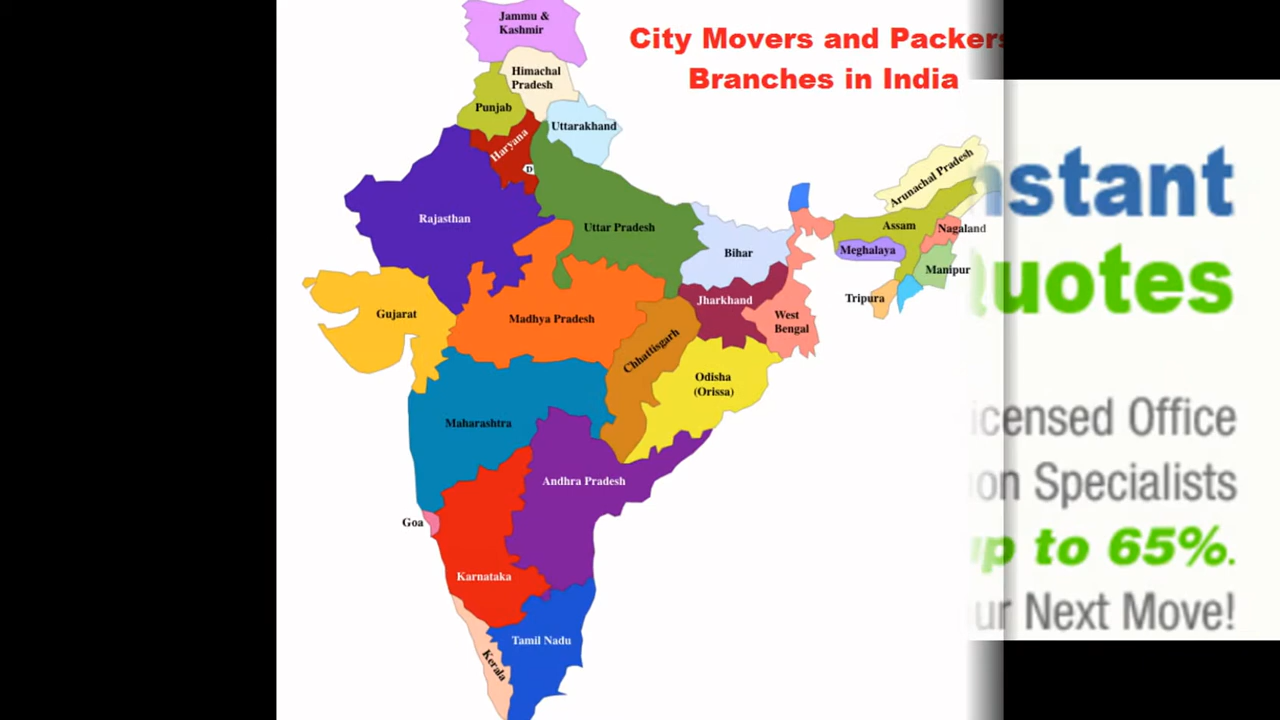 Jammu &
Kashmir
City Movers and Packers
Branches in India
Himachal
Pradesh
Punjab
Uttarakhand
Haryana
D
Arunachal Pradesh
nstant
Rajasthan
Uttar Pradesh
Assam
Nagaland
Bihar
Meghalaya
Manipur
uotes
Jharkhand
Tripura
Gujarat
Madhya Pradesh
West
Bengal
Chhattisgarh
Odisha
(Orissa)
Maharashtra
icensed Office
Andhra Pradesh
on Specialists
Goa
up to 65%.
Karnataka
ur Next Move!
Tamil Nadu
Kerala